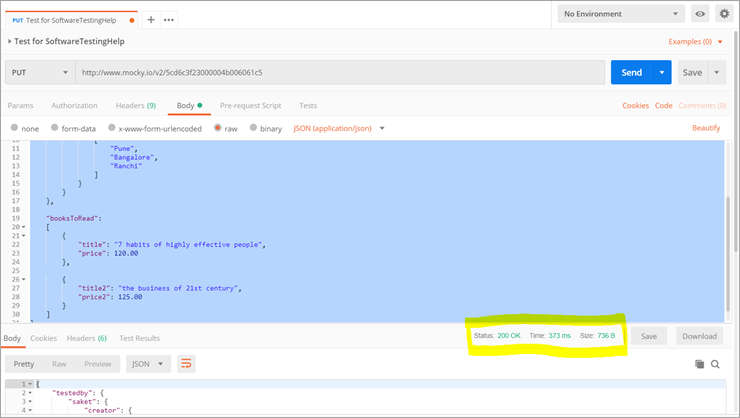 PUT Test for SoftwareTestingHelp
No Environment
Test for SoftwareTestingHelp
Examples (0)
PUT http://www.mocky.io/v2/5cd6c3f23000004b006061c5 Send Save
Params Authorization Headers (9) Body Pre-request Script Tests Cookies Code Comments (0)
none form-data x-www-form-urlencoded raw binary JSON (application/json) Beautify
10 [
11 "Pune",
12 "Bangalore",
13 "Ranchi"
14 ]
15 }
16 }
17 },
18
19 "booksToRead":
20 [
21 {
22 "title": "7 habits of highly effective people",
23 "price": 120.00
24 },
25
26 {
27 "title2": "the business of 21st century",
28 "price2": 125.00
29 }
30 ]
Body Cookies Headers (6) Test Results Status: 200 OK Time: 373 ms Size: 736 B Save Download
Pretty Raw Preview JSON
1 {
2 "testedby": {
3 "saket": {
4 "creator": {